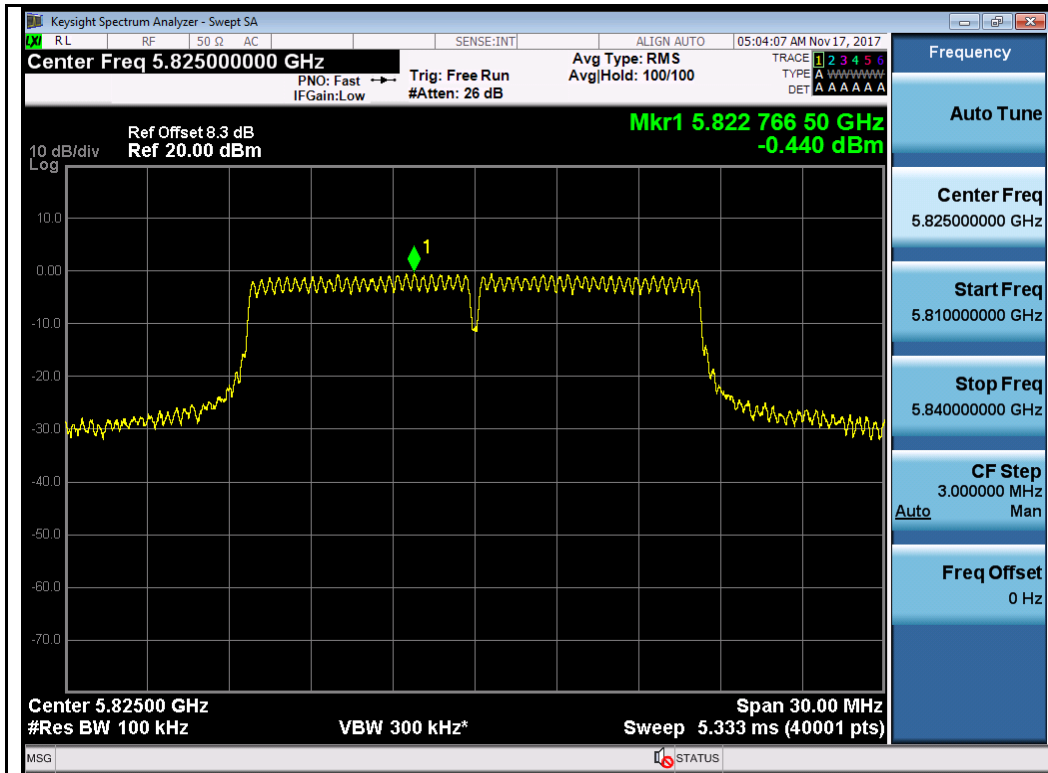 Keysight Spectrum Analyzer - Swept SA
LXI RL RF 50 Ω AC SENSE:INT ALIGN AUTO 05:04:07 AM Nov 17, 2017
Center Freq 5.825000000 GHz
PNO: Fast
IFGain:Low
Trig: Free Run
#Atten: 26 dB
Avg Type: RMS
Avg|Hold: 100/100
TRACE 1 2 3 4 5 6
TYPE A WWWWW
DET A A A A A A
Ref Offset 8.3 dB
10 dB/div Ref 20.00 dBm
Log
Mkr1 5.822 766 50 GHz
-0.440 dBm
10.0
0.00
-10.0
-20.0
-30.0
-40.0
-50.0
-60.0
-70.0
1
Center 5.82500 GHz Span 30.00 MHz
#Res BW 100 kHz VBW 300 kHz* Sweep 5.333 ms (40001 pts)
MSG STATUS
Frequency
Auto Tune
Center Freq
5.825000000 GHz
Start Freq
5.810000000 GHz
Stop Freq
5.840000000 GHz
CF Step
3.000000 MHz
Auto Man
Freq Offset
0 Hz